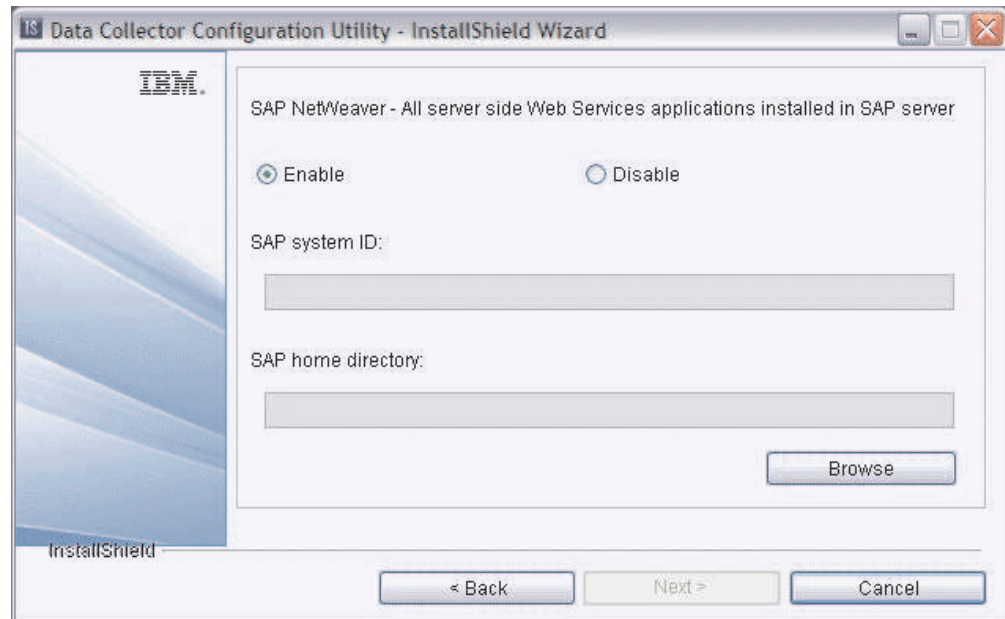 IS Data Collector Configuration Utility - InstallShield Wizard
IBM.
SAP NetWeaver - All server side Web Services applications installed in SAP server
Enable Disable
SAP system ID:
SAP home directory:
Browse
InstallShield
< Back Next > Cancel